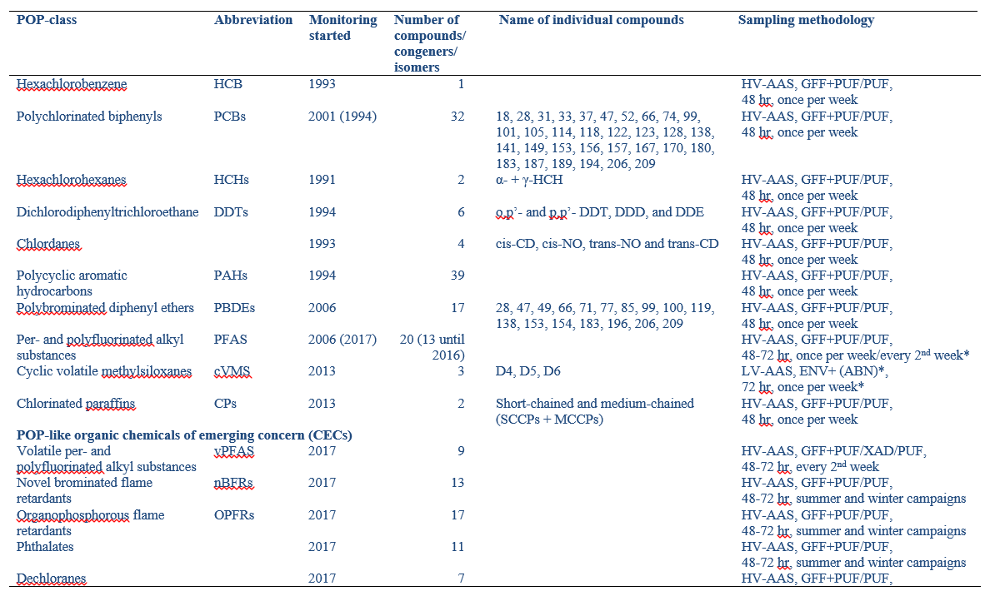 POP-class Abbreviation Monitoring started Number of compounds/ congeners/ isomers Name of individual compounds Sampling methodology
Hexachlorobenzene HCB 1993 1 HV-AAS, GFF+PUF/PUF,
48 hr, once per week
Polychlorinated biphenyls PCBs 2001 (1994) 32 18, 28, 31, 33, 37, 47, 52, 66, 74, 99, HV-AAS, GFF+PUF/PUF,
101, 105, 114, 118, 122, 123, 128, 138, 48 hr, once per week
141, 149, 153, 156, 157, 167, 170, 180,
183, 187, 189, 194, 206, 209
Hexachlorohexanes HCHs 1991 2 α- + γ-HCH HV-AAS, GFF+PUF/PUF,
48 hr, once per week
Dichlorodiphenyltrichloroethane DDTs 1994 6 o,p’- and p,p’- DDT, DDD, and DDE HV-AAS, GFF+PUF/PUF,
48 hr, once per week
Chlordanes 1993 4 cis-CD, cis-NO, trans-NO and trans-CD HV-AAS, GFF+PUF/PUF,
48 hr, once per week
Polycyclic aromatic PAHs 1994 39 HV-AAS, GFF+PUF/PUF,
hydrocarbons 48 hr, once per week
Polybrominated diphenyl ethers PBDEs 2006 17 28, 47, 49, 66, 71, 77, 85, 99, 100, 119, HV-AAS, GFF+PUF/PUF,
138, 153, 154, 183, 196, 206, 209 48 hr, once per week
Per- and polyfluorinated alkyl PFAS 2006 (2017) 20 (13 until HV-AAS, GFF+PUF/PUF,
substances 2016) 48-72 hr, once per week/every 2nd week*
Cyclic volatile methylsiloxanes cVMS 2013 3 D4, D5, D6 LV-AAS, ENV+ (ABN)*,
72 hr, once per week*
Chlorinated paraffins CPs 2013 2 Short-chained and medium-chained HV-AAS, GFF+PUF/PUF,
(SCCPs + MCCPs) 48 hr, once per week
POP-like organic chemicals of emerging concern (CECs)
Volatile per- and vPFAS 2017 9 HV-AAS, GFF+PUF/XAD/PUF,
polyfluorinated alkyl substances 48-72 hr, every 2nd week
Novel brominated flame nBFRs 2017 13 HV-AAS, GFF+PUF/PUF,
retardants 48-72 hr, summer and winter campaigns
Organophosphorous flame OPFRs 2017 17 HV-AAS, GFF+PUF/PUF,
retardants 48-72 hr, summer and winter campaigns
Phthalates 2017 11 HV-AAS, GFF+PUF/PUF,
48-72 hr, summer and winter campaigns
Dechloranes 2017 7 HV-AAS, GFF+PUF/PUF,